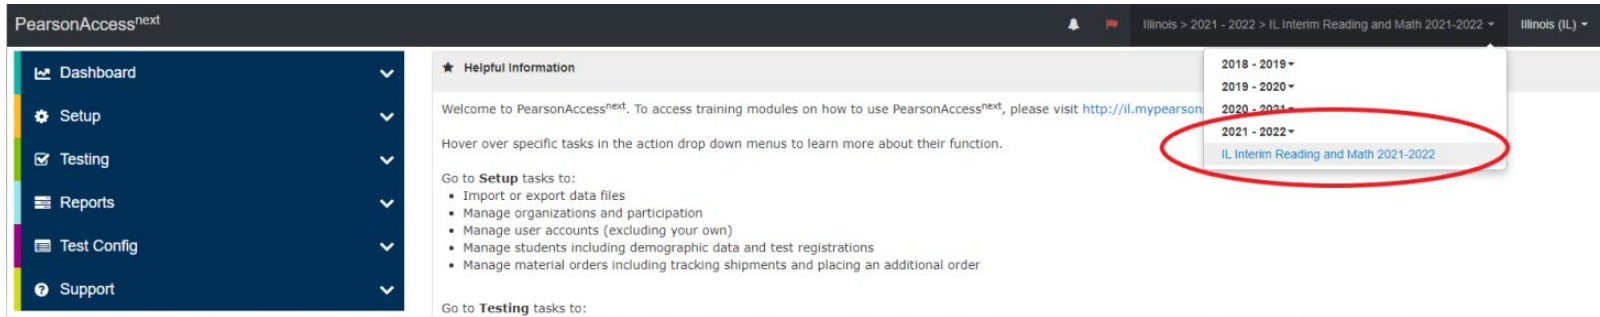 PearsonAccessnext
Illinois > 2021 - 2022 > IL Interim Reading and Math 2021-2022
Illinois (IL)
Dashboard
Setup
Testing
Reports
Test Config
Support
Helpful Information
Welcome to PearsonAccessnext. To access training modules on how to use PearsonAccessnext, please visit http://il.mypearson
Hover over specific tasks in the action drop down menus to learn more about their function.
Go to Setup tasks to:
• Import or export data files
• Manage organizations and participation
• Manage user accounts (excluding your own)
• Manage students including demographic data and test registrations
• Manage material orders including tracking shipments and placing an additional order
Go to Testing tasks to:
2018 - 2019
2019 - 2020
2020 - 2021
2021 - 2022
IL Interim Reading and Math 2021-2022